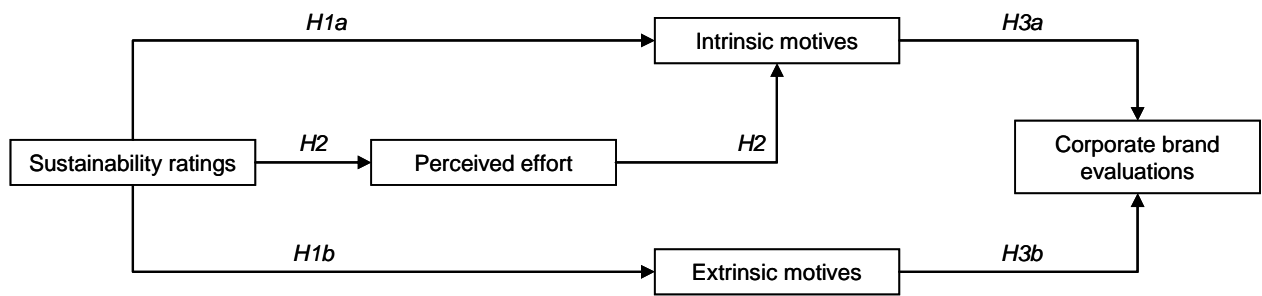 H1a
Intrinsic motives
H3a
Sustainability ratings
H2
Perceived effort
H2
Corporate brand
evaluations
H1b
Extrinsic motives
H3b